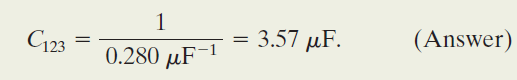 C₁₂₃ = 1 / 0.280 μF⁻¹ = 3.57 μF. (Answer)